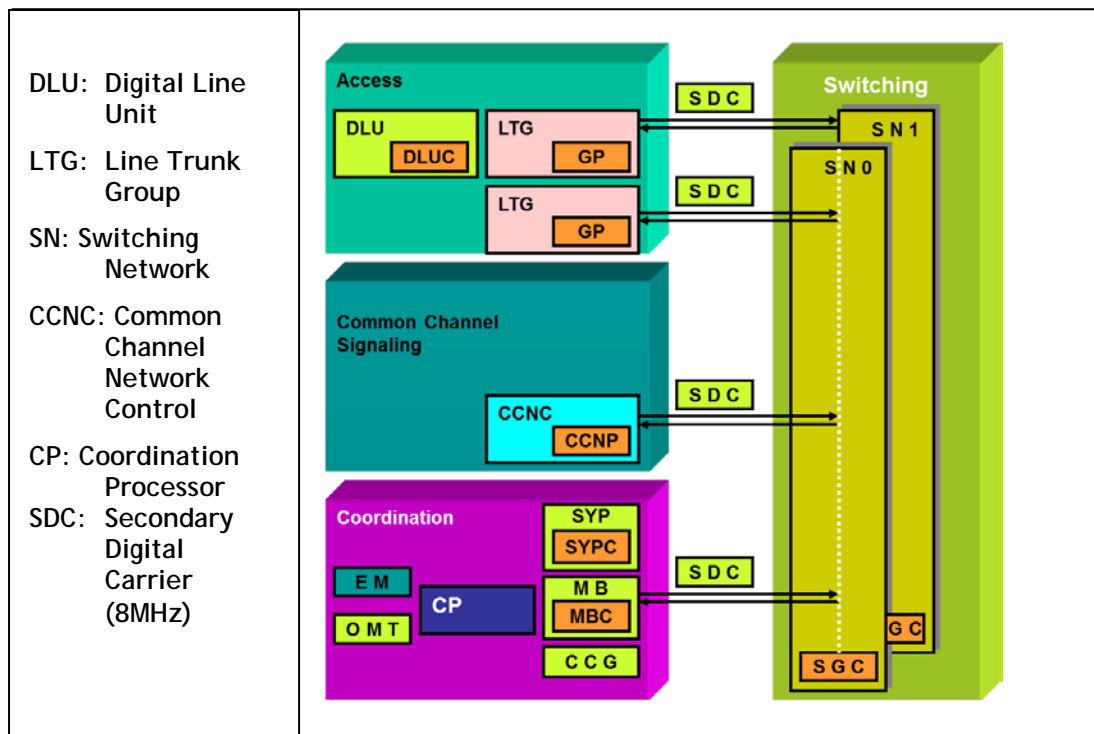 DLU: Digital Line
Unit
LTG: Line Trunk
Group
SN: Switching
Network
CCNC: Common
Channel
Network
Control
CP: Coordination
Processor
SDC: Secondary
Digital
Carrier
(8MHz)
Access
DLU
DLUC
LTG
GP
LTG
GP
SDC
SDC
Common Channel
Signaling
CCNC
CCNP
SDC
Coordination
EM
OMT
CP
SYP
SYPC
MB
MBC
CCG
SDC
Switching
SN1
SN0
GC
SGC